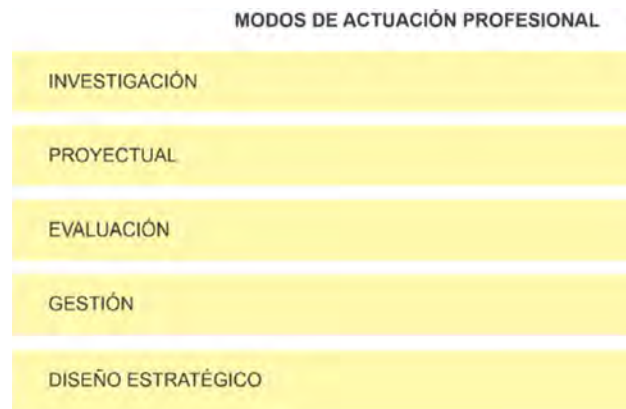 MODOS DE ACTUACIÓN PROFESIONAL
INVESTIGACIÓN
PROYECTUAL
EVALUACIÓN
GESTIÓN
DISEÑO ESTRATÉGICO